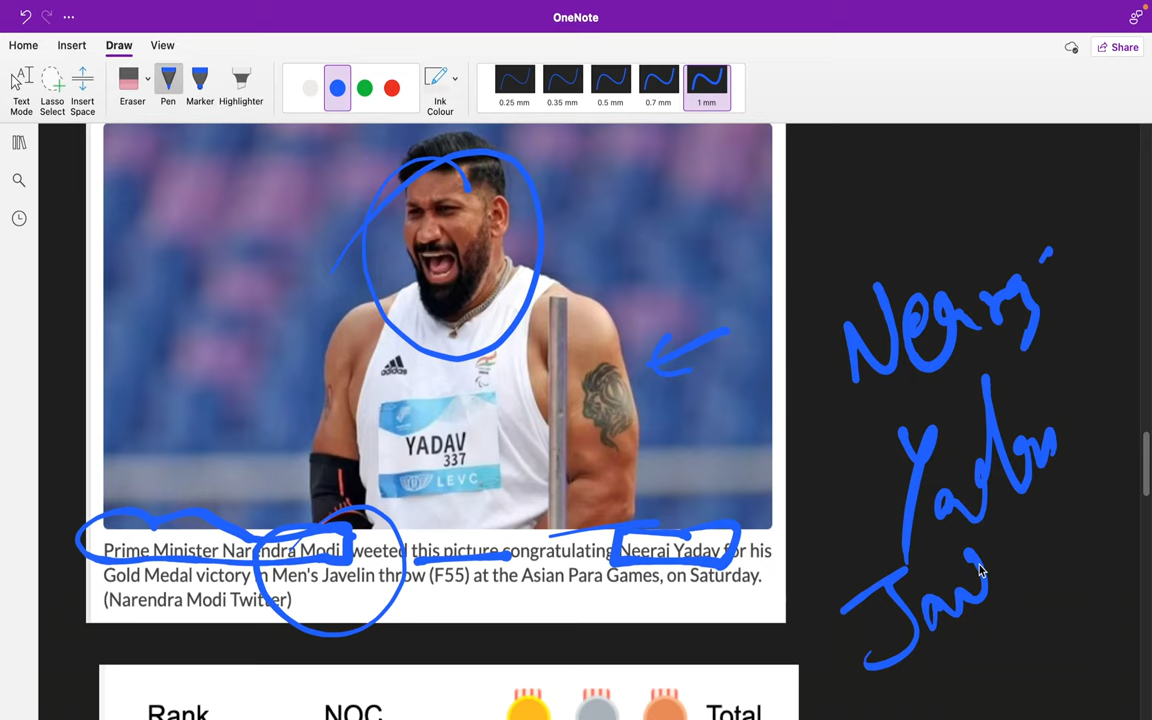 OneNote
Home Insert Draw View
Share
Text Mode
Lasso Select
Insert Space
Eraser
Pen
Marker
Highlighter
Ink Colour
0.25 mm
0.35 mm
0.5 mm
0.7 mm
1 mm
adidas
YADAV
337
LEVC
Prime Minister Narendra Modi tweeted this picture congratulating Neeraj Yadav for his
Gold Medal victory in Men's Javelin throw (F55) at the Asian Para Games, on Saturday.
(Narendra Modi Twitter)
Neeraj
Yadav
Jav
Rank NOC Total